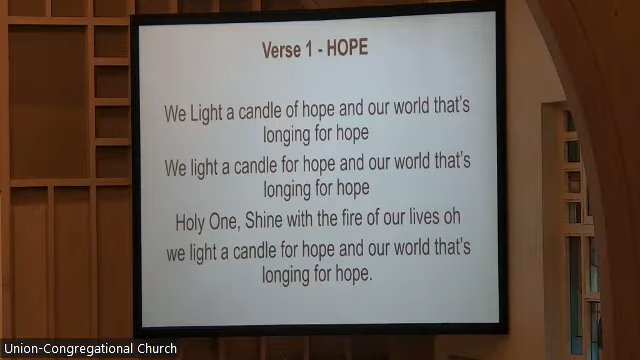 Verse 1 - HOPE
We Light a candle of hope and our world that's
longing for hope
We light a candle for hope and our world that's
longing for hope
Holy One, Shine with the fire of our lives oh
we light a candle for hope and our world that's
longing for hope.
Union-Congregational Church